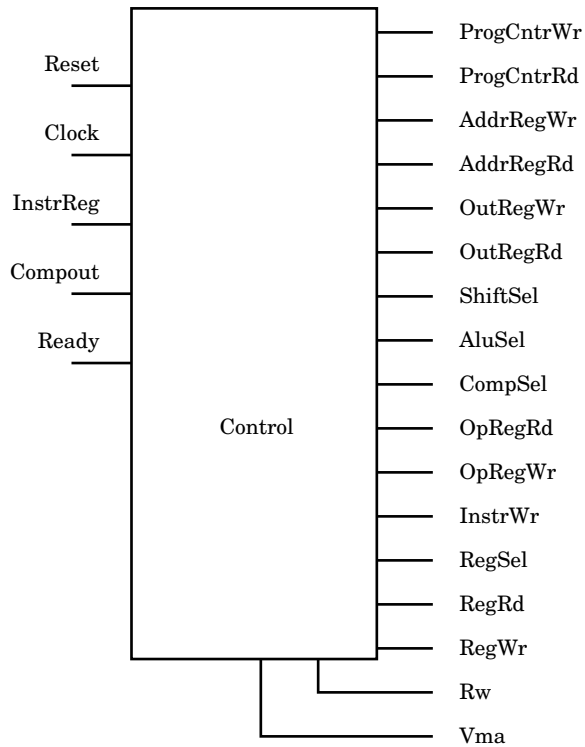 Reset
Clock
InstrReg
Compout
Ready
Control
ProgCntrWr
ProgCntrRd
AddrRegWr
AddrRegRd
OutRegWr
OutRegRd
ShiftSel
AluSel
CompSel
OpRegRd
OpRegWr
InstrWr
RegSel
RegRd
RegWr
Rw
Vma